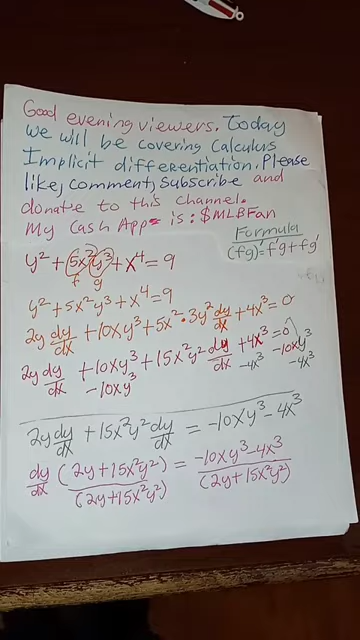 Good evening viewers. Today
we will be covering Calculus
Implicit differentiation. Please
like, comment, subscribe and
donate to this channel.
My Cash App is: $MLBFan
Formula
(fg)' = f'g + fg'
y² + 5x²y³ + x⁴ = 9
f g
y² + 5x²y³ + x⁴ = 9
2y dy/dx + 10xy³ + 5x² • 3y² dy/dx + 4x³ = 0
2y dy/dx + 10xy³ + 15x²y² dy/dx + 4x³ = 0 - 10xy³
- 10xy³ - 4x³ - 4x³
2y dy/dx + 15x²y² dy/dx = -10xy³ - 4x³
dy/dx (2y + 15x²y²)/(2y + 15x²y²) = (-10xy³ - 4x³)/(2y + 15x²y²)